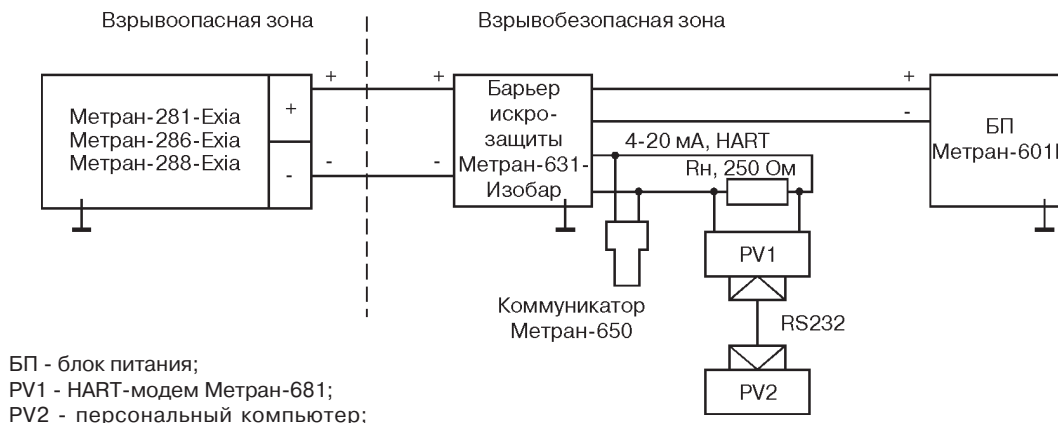 Взрывоопасная зона
Взрывобезопасная зона
+
+
+
Метран-281-Exia
Метран-286-Exia
Метран-288-Exia
+
-
-
-
Барьер
искро-
защиты
Метран-631-
Изобар
-
4-20 мА, HART
Rн, 250 Ом
БП
PV1
Коммуникатор
Метран-650
RS232
PV2
БП - блок питания;
PV1 - HART-модем Метран-681;
PV2 - персональный компьютер;